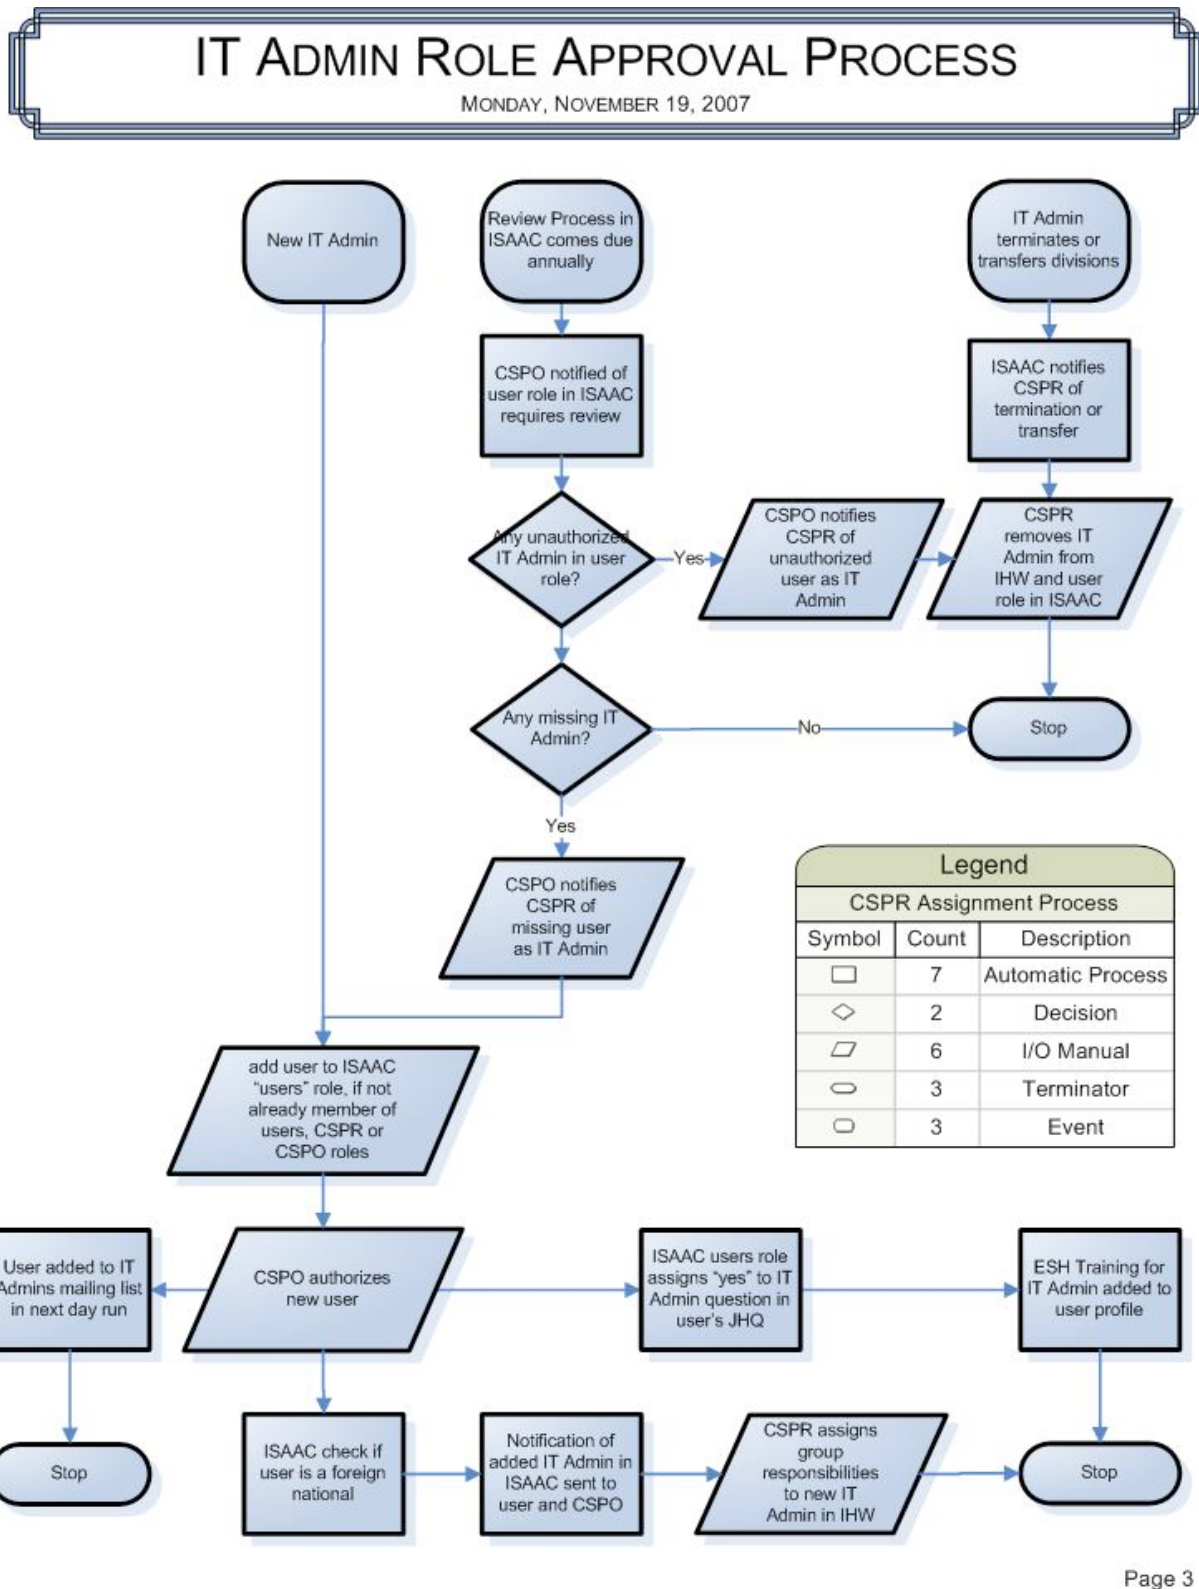 IT ADMIN ROLE APPROVAL PROCESS
MONDAY, NOVEMBER 19, 2007
New IT Admin
Review Process in
ISAAC comes due
annually
IT Admin
terminates or
transfers divisions
CSPO notified of
user role in ISAAC
requires review
ISAAC notifies
CSPR of
termination or
transfer
Any unauthorized
IT Admin in user
role?
Yes
CSPO notifies
CSPR of
unauthorized
user as IT
Admin
CSPR
removes IT
Admin from
IHW and user
role in ISAAC
Any missing IT
Admin?
No
Stop
Yes
CSPO notifies
CSPR of
missing user
as IT Admin
Legend
CSPR Assignment Process
Symbol Count Description
7 Automatic Process
2 Decision
6 I/O Manual
3 Terminator
3 Event
add user to ISAAC
“users” role, if not
already member of
users, CSPR or
CSPO roles
User added to IT
Admins mailing list
in next day run
CSPO authorizes
new user
ISAAC users role
assigns “yes” to IT
Admin question in
user's JHQ
ESH Training for
IT Admin added to
user profile
Stop
ISAAC check if
user is a foreign
national
Notification of
added IT Admin in
ISAAC sent to
user and CSPO
CSPR assigns
group
responsibilities
to new IT
Admin in IHW
Stop
Page 3